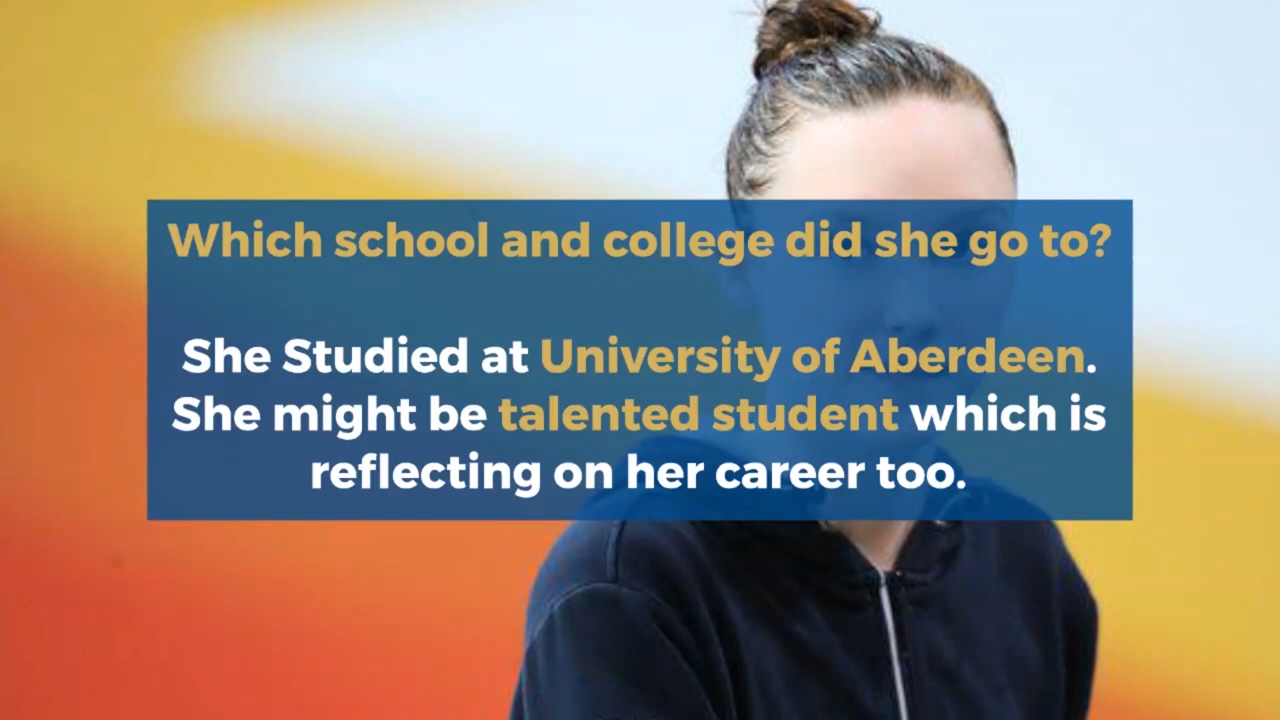 Which school and college did she go to?
She Studied at University of Aberdeen.
She might be talented student which is
reflecting on her career too.